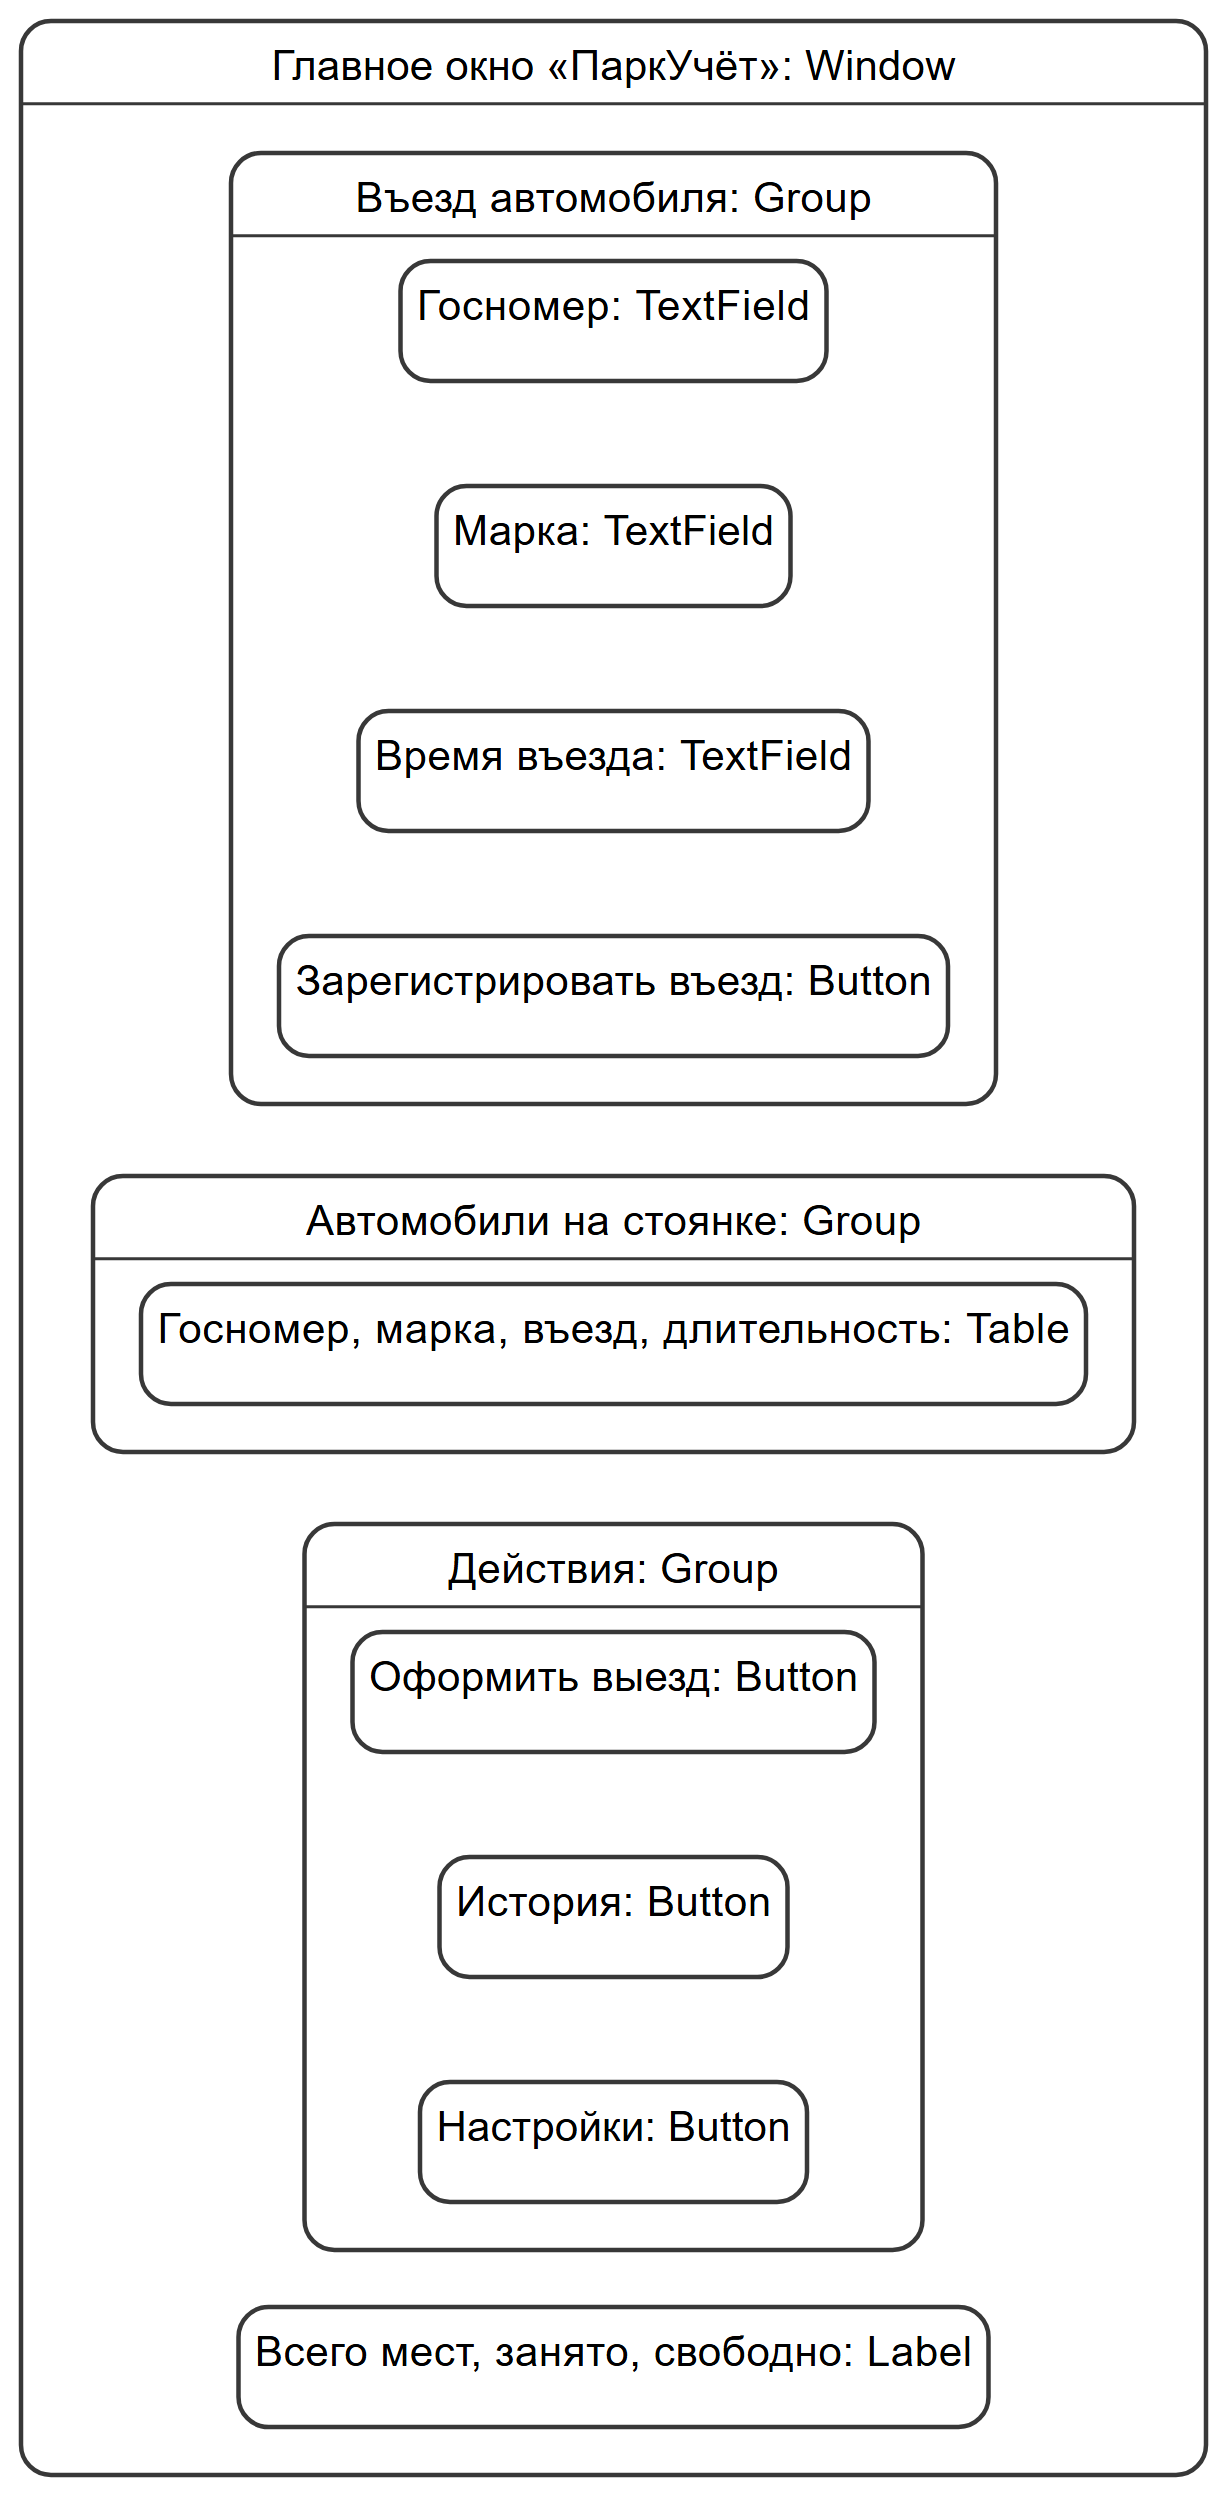 Главное окно «ПаркУчёт»: Window
Въезд автомобиля: Group
Госномер: TextField
Марка: TextField
Время въезда: TextField
Зарегистрировать въезд: Button
Автомобили на стоянке: Group
Госномер, марка, въезд, длительность: Table
Действия: Group
Оформить выезд: Button
История: Button
Настройки: Button
Всего мест, занято, свободно: Label